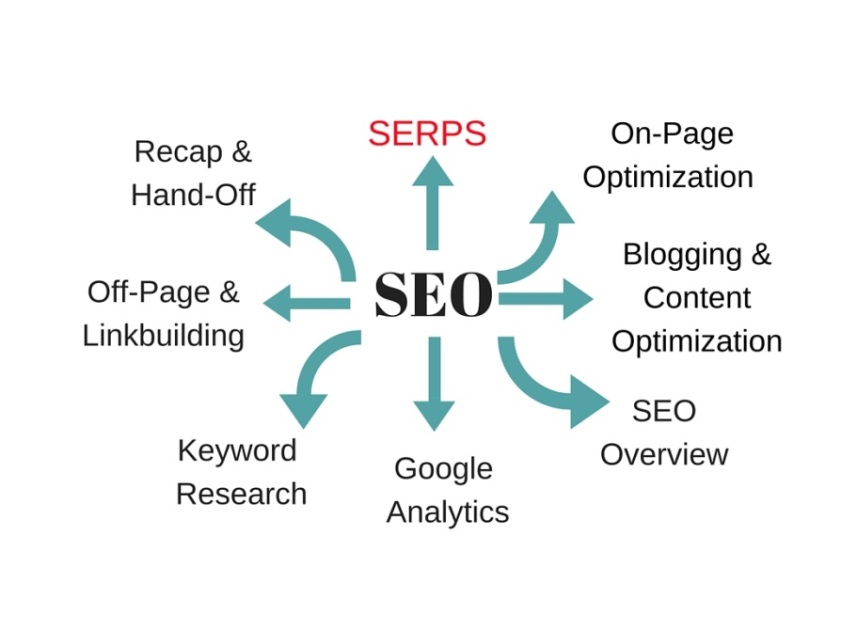 SERPS
On-Page
Optimization
Recap &
Hand-Off
Blogging &
Content
Optimization
SEO
Off-Page &
Linkbuilding
SEO
Overview
Keyword
Research
Google
Analytics